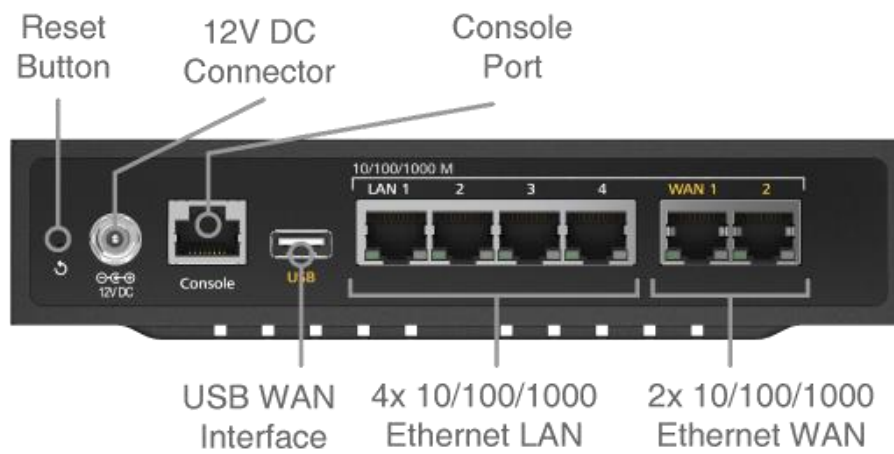 Reset
Button
12V DC
Connector
Console
Port
10/100/1000 M
LAN 1 2 3 4 WAN 1 2
12V DC
Console
USB
USB WAN
Interface
4x 10/100/1000
Ethernet LAN
2x 10/100/1000
Ethernet WAN